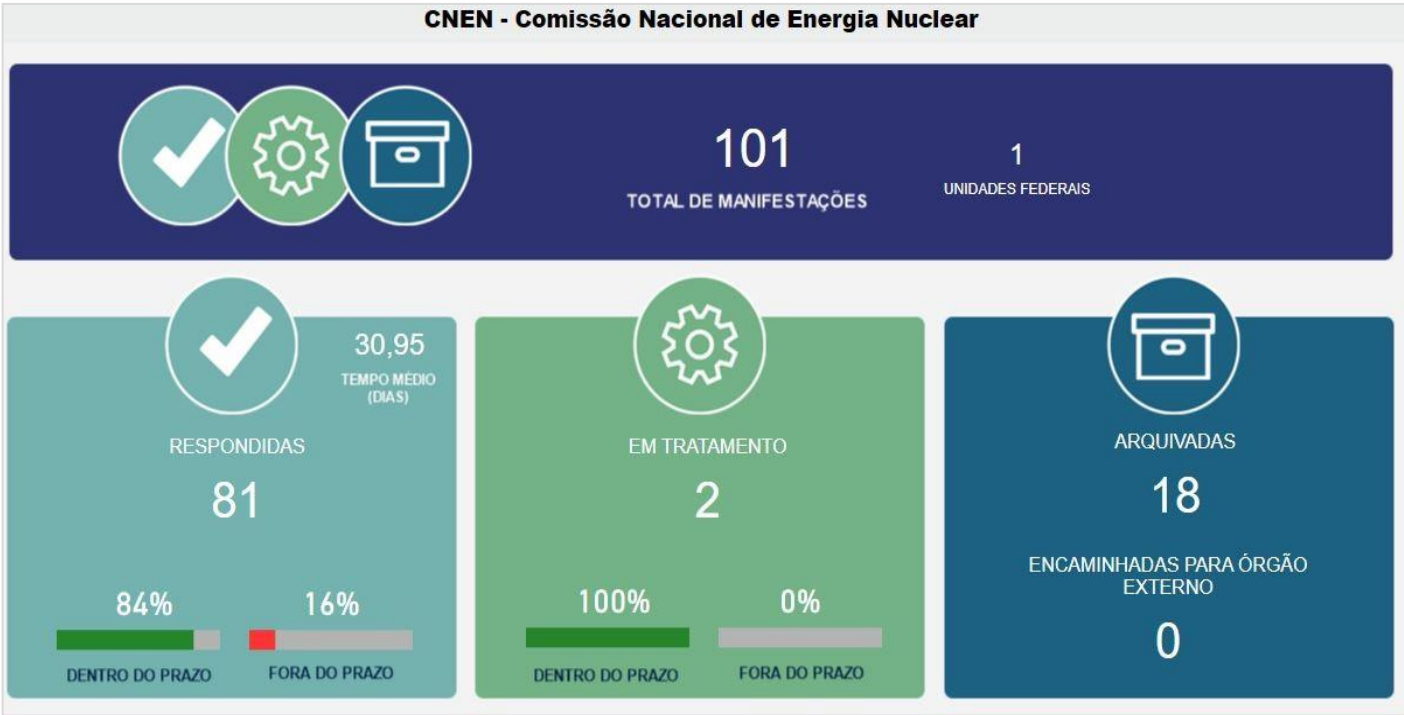 CNEN - Comissão Nacional de Energia Nuclear
101
TOTAL DE MANIFESTAÇÕES
1
UNIDADES FEDERAIS
30,95
TEMPO MÉDIO
(DIAS)
RESPONDIDAS
81
84%
16%
DENTRO DO PRAZO
FORA DO PRAZO
EM TRATAMENTO
2
100%
0%
DENTRO DO PRAZO
FORA DO PRAZO
ARQUIVADAS
18
ENCAMINHADAS PARA ÓRGÃO
EXTERNO
0